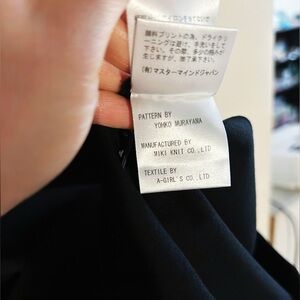 顔料プリントの為、ドライクリ
ーニングは避け、手洗いをして
下さい。その際、多少の縮みが
生じますが、御了承下さい。
(有)マスターマインドジャパン
PATTERN BY
YOHKO MURAYAMA
MANUFACTURED BY
MIKI KNIT CO.,LTD
TEXTILE BY
A-GIRL'S CO.,LTD